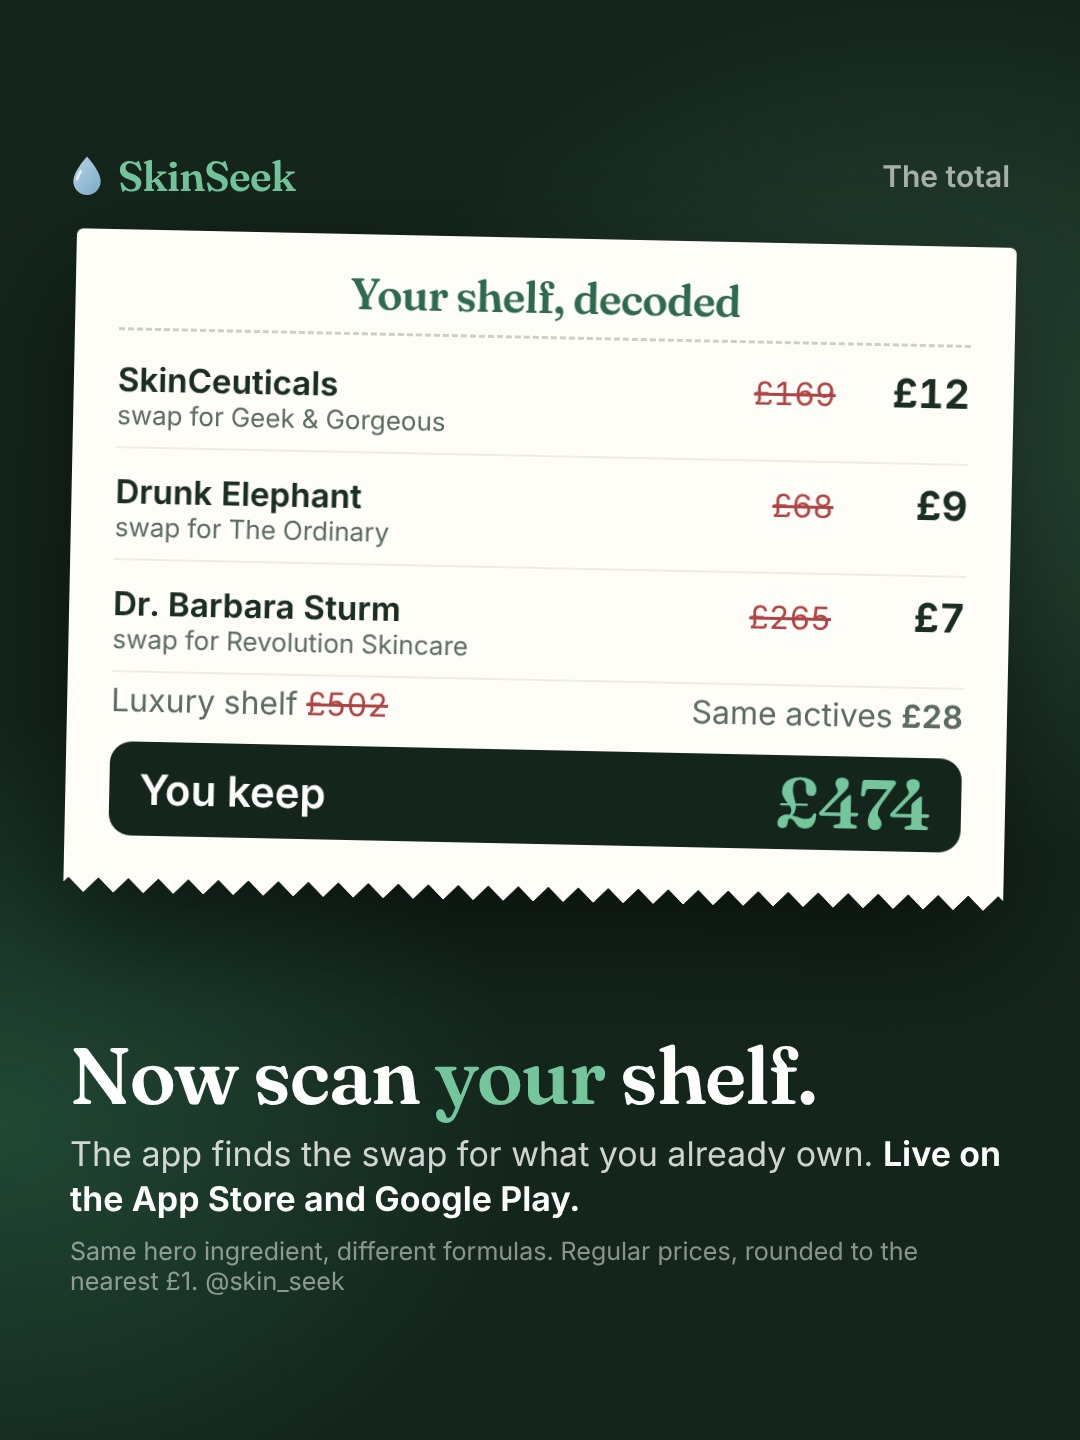 SkinSeek
The total
Your shelf, decoded
SkinCeuticals £169 £12
swap for Geek & Gorgeous
Drunk Elephant £68 £9
swap for The Ordinary
Dr. Barbara Sturm £265 £7
swap for Revolution Skincare
Luxury shelf £502 Same actives £28
You keep £474
Now scan your shelf.
The app finds the swap for what you already own. Live on
the App Store and Google Play.
Same hero ingredient, different formulas. Regular prices, rounded to the
nearest £1. @skin_seek